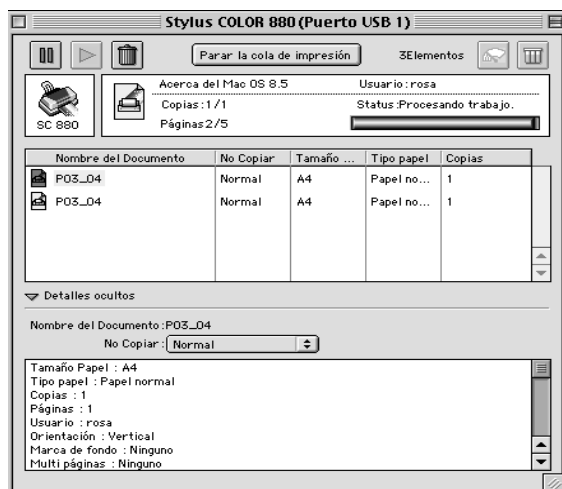 Stylus COLOR 880(Puerto USB 1)
Parar la cola de impresión
3Elementos
SC 880
Acerca del Mac OS 8.5 Usuario:rosa
Copias:1/1 Status:Procesando trabajo.
Páginas2/5
Nombre del Documento No Copiar Tamaño ... Tipo papel Copias
P03_04 Normal A4 Papel no... 1
P03_04 Normal A4 Papel no... 1
Detalles ocultos
Nombre del Documento:P03_04
No Copiar: Normal
Tamaño Papel : A4
Tipo papel : Papel normal
Copias : 1
Páginas : 1
Usuario : rosa
Orientación : Vertical
Marca de fondo : Ninguno
Multi páginas : Ninguno